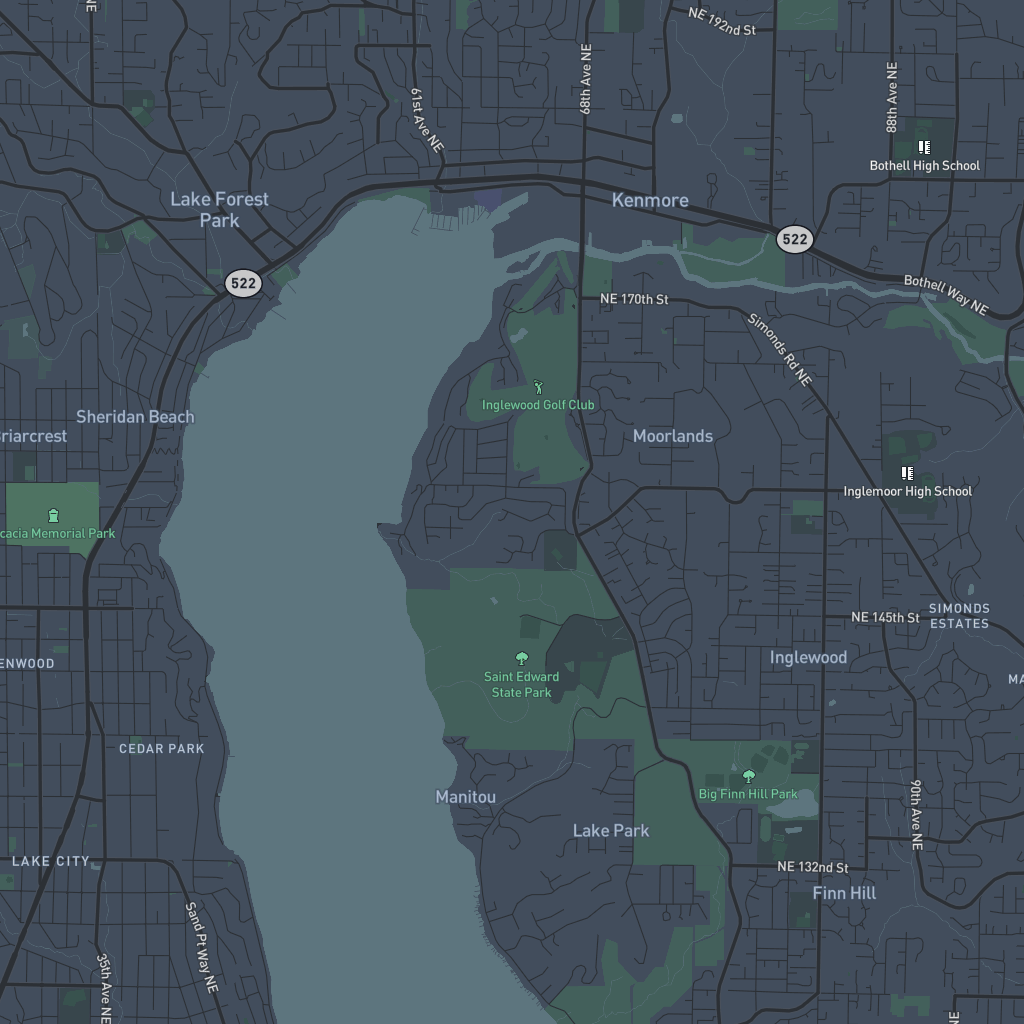 NE
NE 192nd St
68th Ave NE
61st Ave NE
88th Ave NE
Bothell High School
Lake Forest
Park
Kenmore
522
522
Bothell Way NE
NE 170th St
Simonds Rd NE
Inglewood Golf Club
Sheridan Beach
riarcrest
Moorlands
Inglemoor High School
cacia Memorial Park
SIMONDS
ESTATES
NE 145th St
ENWOOD
Inglewood
Saint Edward
State Park
MA
CEDAR PARK
Manitou
Big Finn Hill Park
90th Ave NE
Lake Park
LAKE CITY
NE 132nd St
Finn Hill
Sand Pt Way NE
35th Ave NE
NE